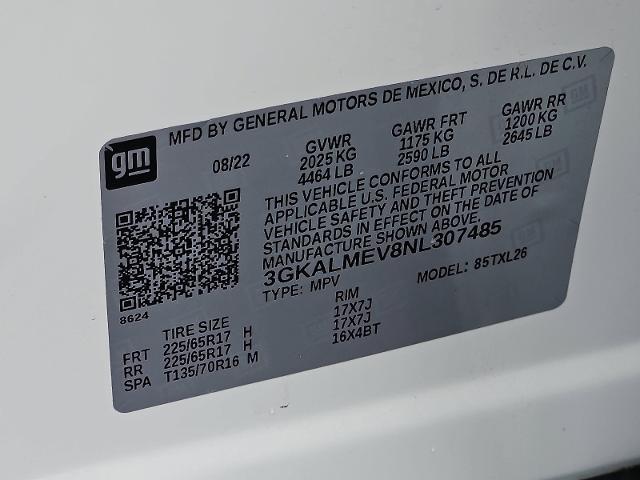 MFD BY GENERAL MOTORS DE MEXICO, S. DE R.L. DE C.V.
gm
08/22 GVWR GAWR FRT GAWR RR
2025 KG 1175 KG 1200 KG
4464 LB 2590 LB 2645 LB
THIS VEHICLE CONFORMS TO ALL
APPLICABLE U.S. FEDERAL MOTOR
VEHICLE SAFETY AND THEFT PREVENTION
STANDARDS IN EFFECT ON THE DATE OF
MANUFACTURE SHOWN ABOVE.
3GKALMEV8NL307485
TYPE: MPV MODEL: 85TXL26
8624
TIRE SIZE RIM
FRT 225/65R17 H 17X7J
RR 225/65R17 H 17X7J
SPA T135/70R16 M 16X4BT